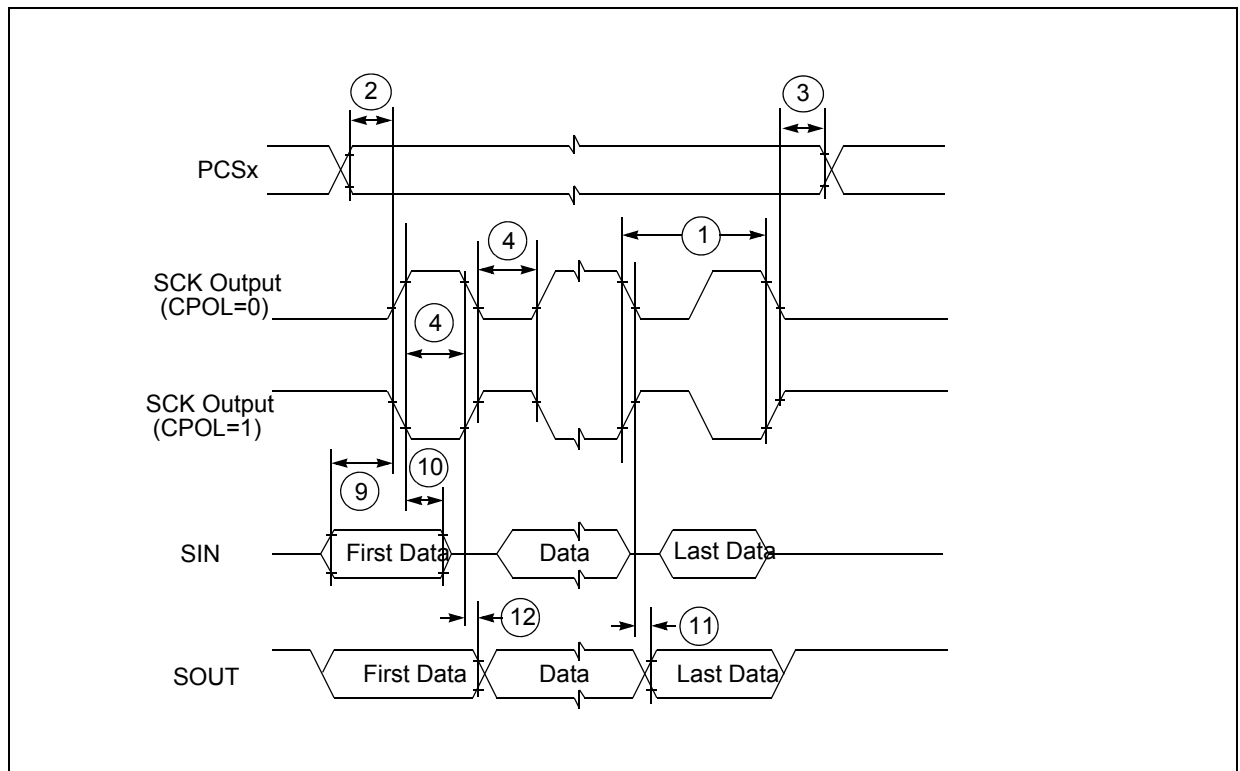 2
3
PCSx
4
1
SCK Output
(CPOL=0)
4
SCK Output
(CPOL=1)
10
9
SIN
First Data
Data
Last Data
12
11
SOUT
First Data
Data
Last Data